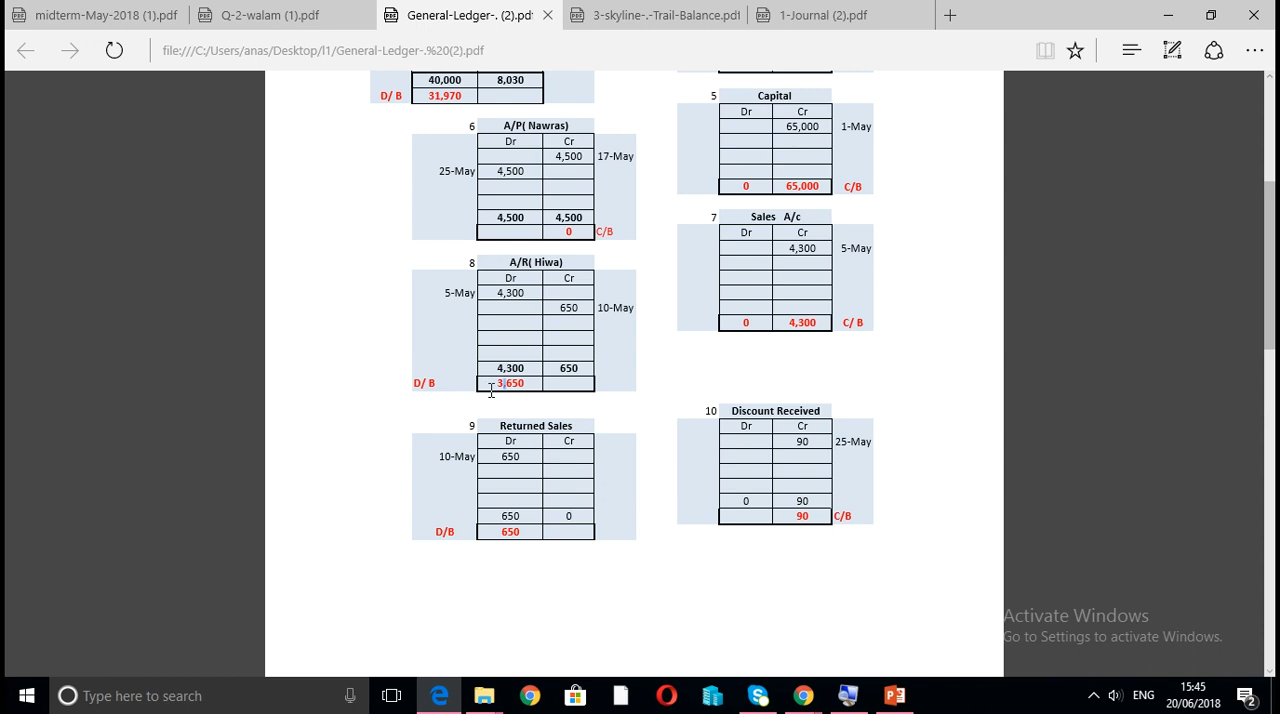 midterm-May-2018 (1).pdf
Q-2-walam (1).pdf
General-Ledger-. (2).pdf
3-skyline-.-Trail-Balance.pdf
1-Journal (2).pdf
file:///C:/Users/anas/Desktop/l1/General-Ledger-.%20(2).pdf
40,000 8,030
D/ B 31,970
6 A/P( Nawras)
Dr Cr
4,500 17-May
25-May 4,500
4,500 4,500
0 C/B
5 Capital
Dr Cr
65,000 1-May
0 65,000 C/B
7 Sales A/c
Dr Cr
4,300 5-May
0 4,300 C/ B
8 A/R( Hiwa)
Dr Cr
5-May 4,300
650 10-May
4,300 650
D/ B 3,650
9 Returned Sales
Dr Cr
10-May 650
650 0
D/B 650
10 Discount Received
Dr Cr
90 25-May
0 90
90 C/B
Activate Windows
Go to Settings to activate Windows.
Type here to search
ENG
15:45
20/06/2018
2